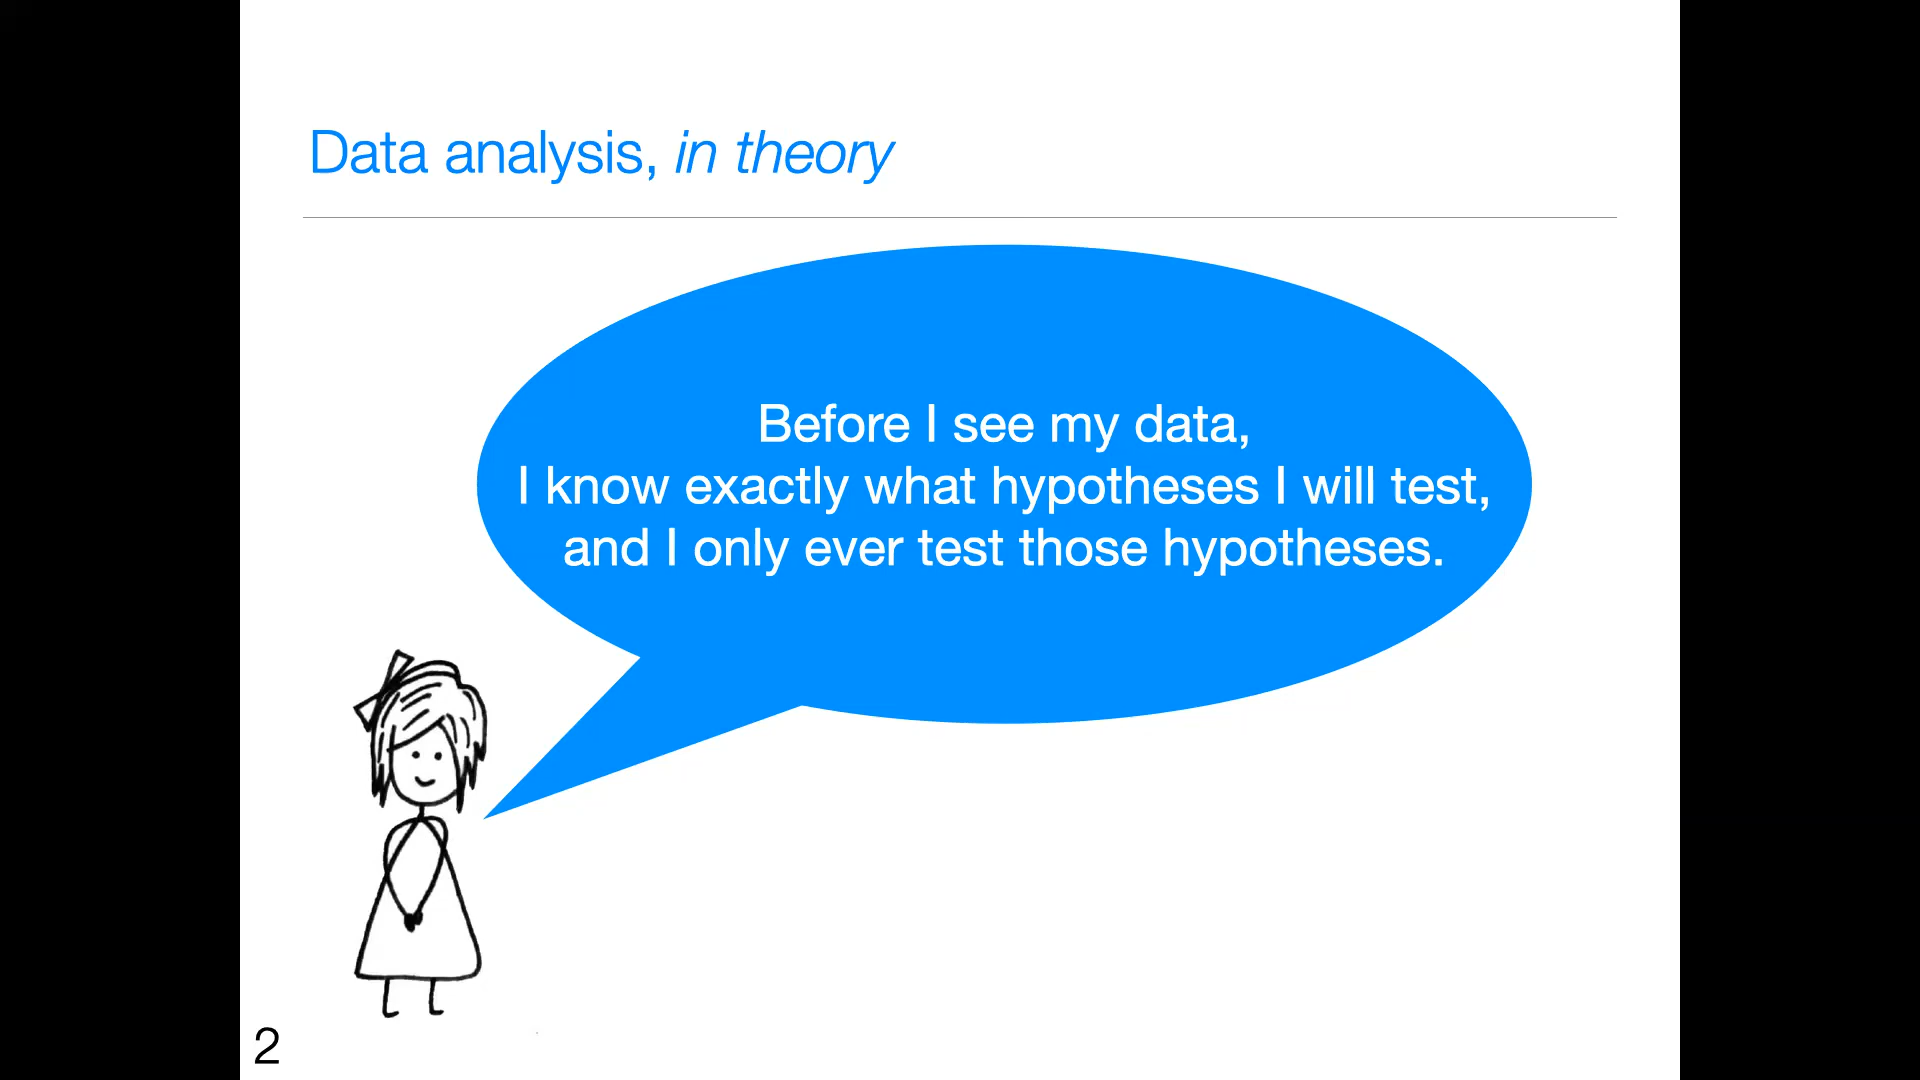 Data analysis, in theory
Before I see my data,
I know exactly what hypotheses I will test,
and I only ever test those hypotheses.
2